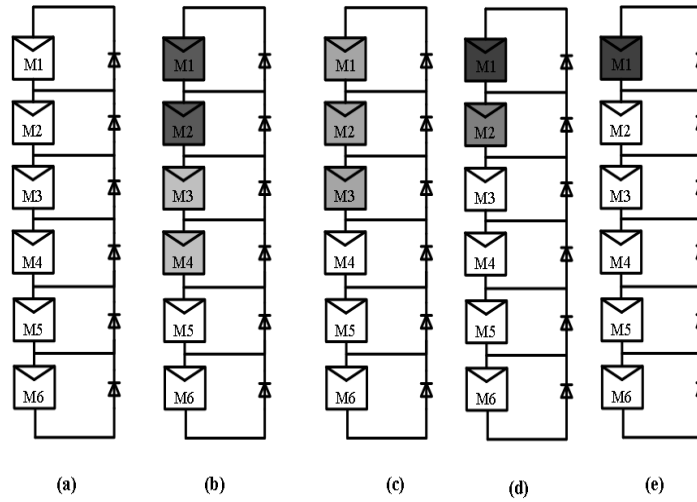 M1 M1 M1 M1 M1
M2 M2 M2 M2 M2
M3 M3 M3 M3 M3
M4 M4 M4 M4 M4
M5 M5 M5 M5 M5
M6 M6 M6 M6 M6
(a) (b) (c) (d) (e)